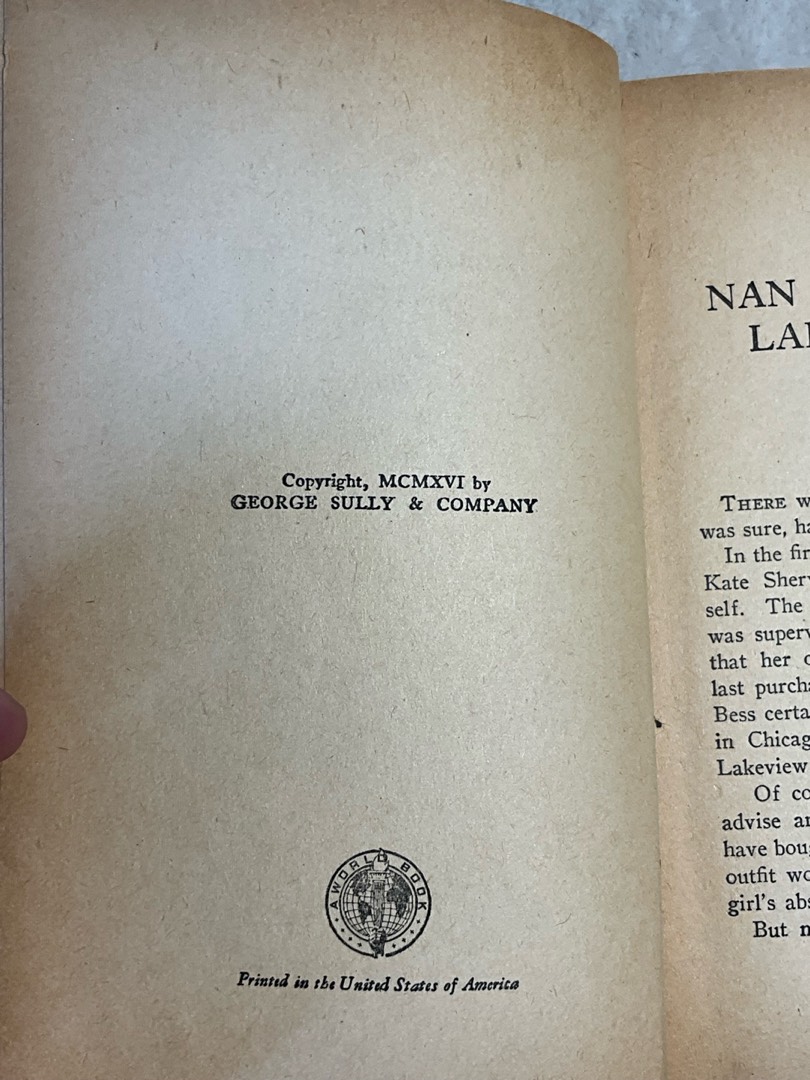 Copyright, MCMXVI by
GEORGE SULLY & COMPANY
A WORLD BOOK
Printed in the United States of America
NAN
LA
THERE w
was sure, ha
In the fir
Kate Sher
self. The
was superv
that her o
last purcha
Bess certa
in Chicag
Lakeview
Of co
advise a
have boug
outfit wo
girl's abs
But n